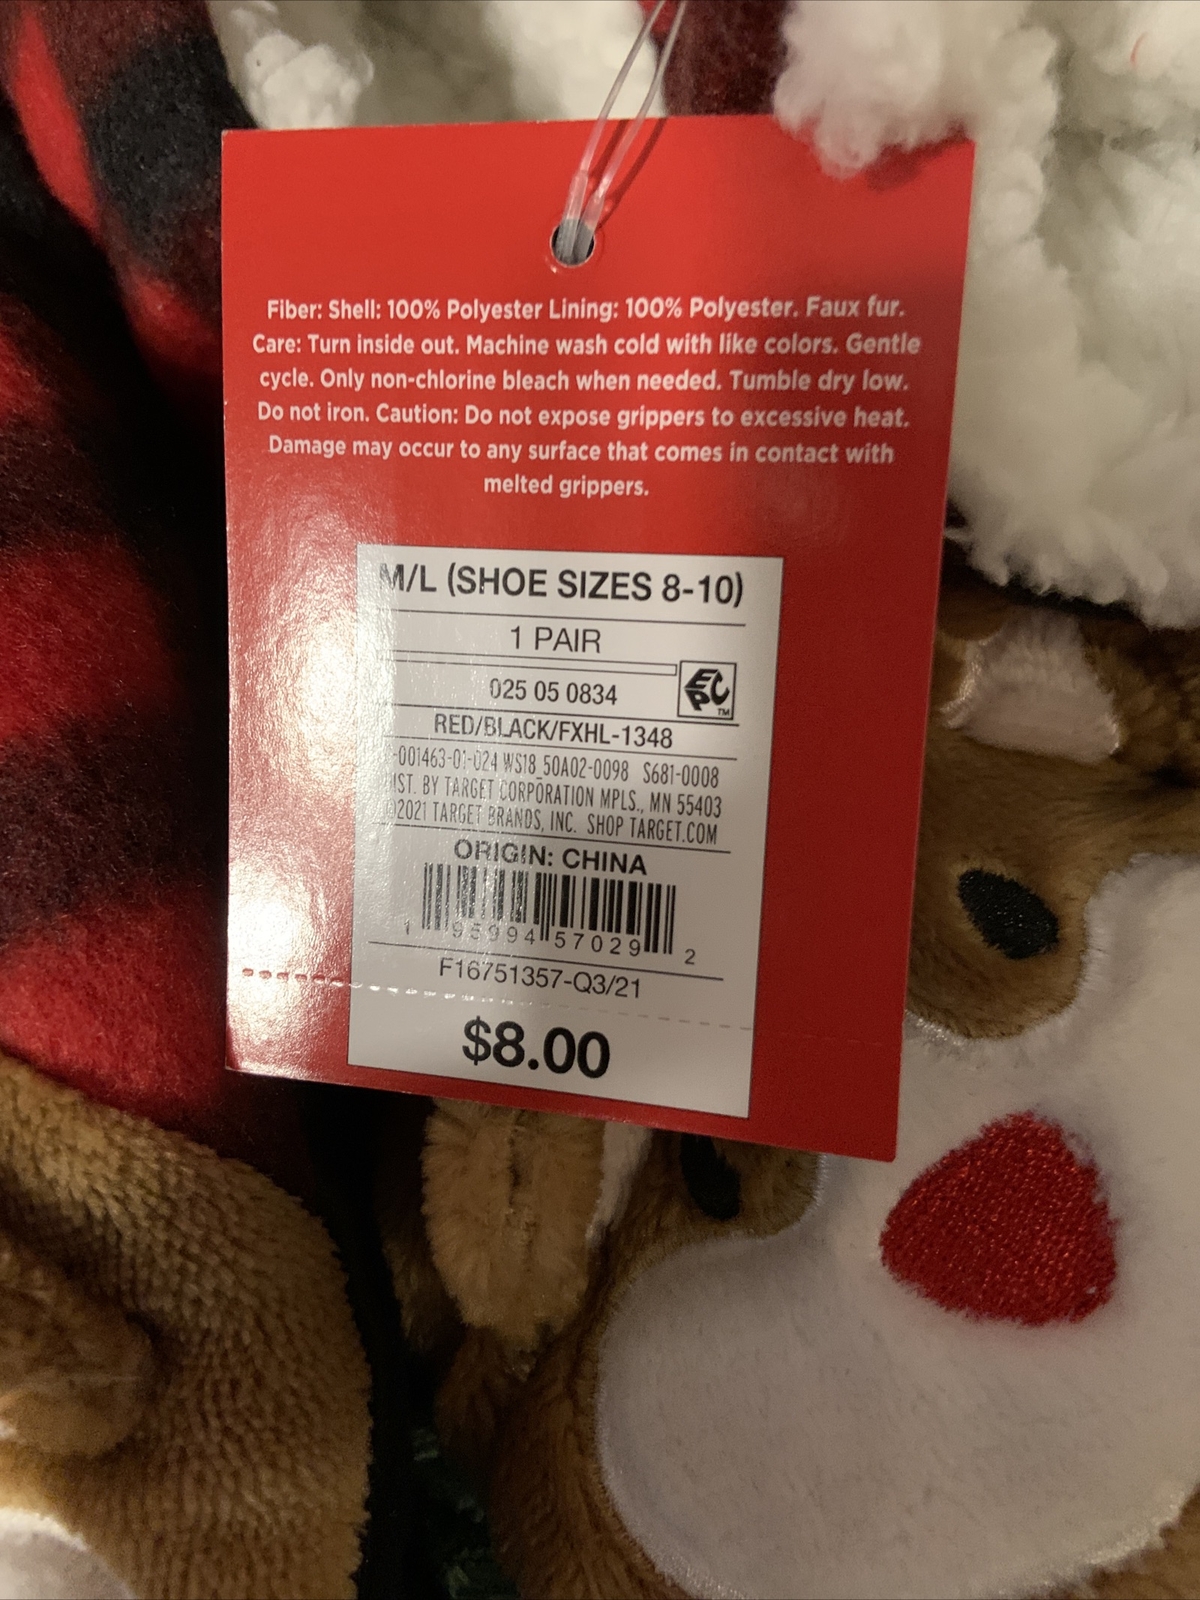 Fiber: Shell: 100% Polyester Lining: 100% Polyester. Faux fur.
Care: Turn inside out. Machine wash cold with like colors. Gentle
cycle. Only non-chlorine bleach when needed. Tumble dry low.
Do not iron. Caution: Do not expose grippers to excessive heat.
Damage may occur to any surface that comes in contact with
melted grippers.
M/L (SHOE SIZES 8-10)
1 PAIR
025 05 0834
EPC TM
RED/BLACK/FXHL-1348
-001463-01-024 WS18_50A02-0098 S681-0008
IST. BY TARGET CORPORATION MPLS., MN 55403
©2021 TARGET BRANDS, INC. SHOP TARGET.COM
ORIGIN: CHINA
1 95994 57029 2
F16751357-Q3/21
$8.00